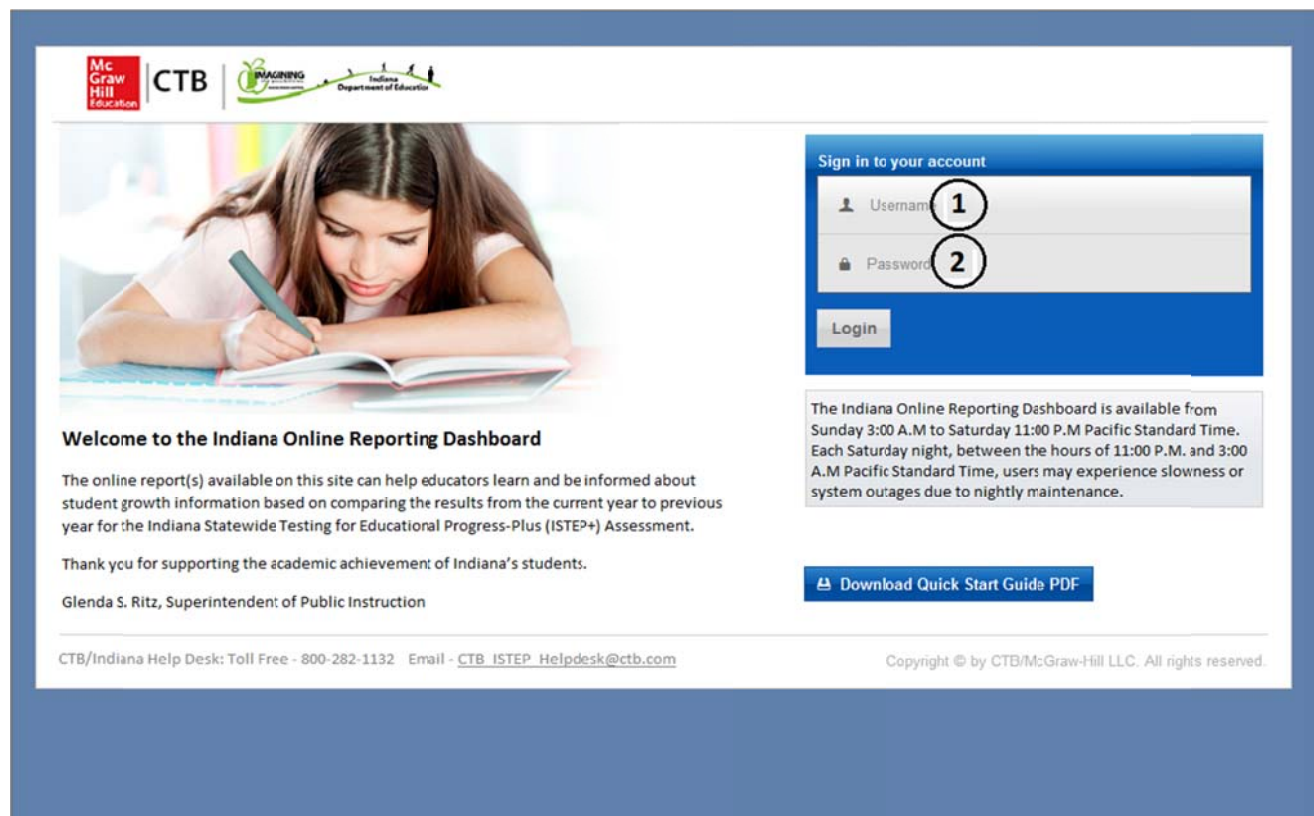 Mc
Graw
Hill
Education
CTB
IMAGINING
Indiana
Department of Education
Sign in to your account
Username 1
Password 2
Login
The Indiana Online Reporting Dashboard is available from
Sunday 3:00 A.M to Saturday 11:00 P.M Pacific Standard Time.
Each Saturday night, between the hours of 11:00 P.M. and 3:00
A.M Pacific Standard Time, users may experience slowness or
system outages due to nightly maintenance.
Welcome to the Indiana Online Reporting Dashboard
The online report(s) available on this site can help educators learn and be informed about
student growth information based on comparing the results from the current year to previous
year for the Indiana Statewide Testing for Educational Progress-Plus (ISTEP+) Assessment.
Thank you for supporting the academic achievement of Indiana's students.
Glenda S. Ritz, Superintendent of Public Instruction
Download Quick Start Guide PDF
CTB/Indiana Help Desk: Toll Free - 800-282-1132 Email - CTB_ISTEP_Helpdesk@ctb.com
Copyright © by CTB/McGraw-Hill LLC. All rights reserved.